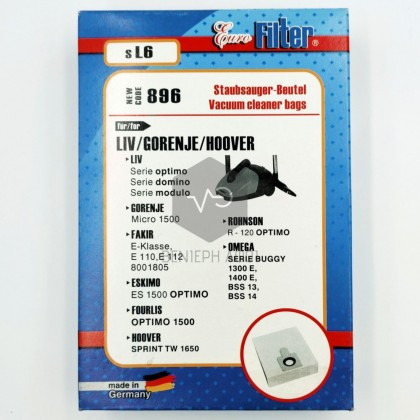 s L6
Euro Filter®
NEW CODE 896
Staubsauger-Beutel
Vacuum cleaner bags
for/for
LIV/GORENJE/HOOVER
LIV
Serie optimo
Serie domino
Serie modulo
GORENJE
Micro 1500
FAKIR
E-Klasse,
E 110, E 112
8001805
ESKIMO
ES 1500 OPTIMO
FOURLIS
OPTIMO 1500
HOOVER
SPRINT TW 1650
ROHNSON
R - 120 OPTIMO
OMEGA
SERIE BUGGY
1300 E,
1400 E,
BSS 13,
BSS 14
made in
Germany